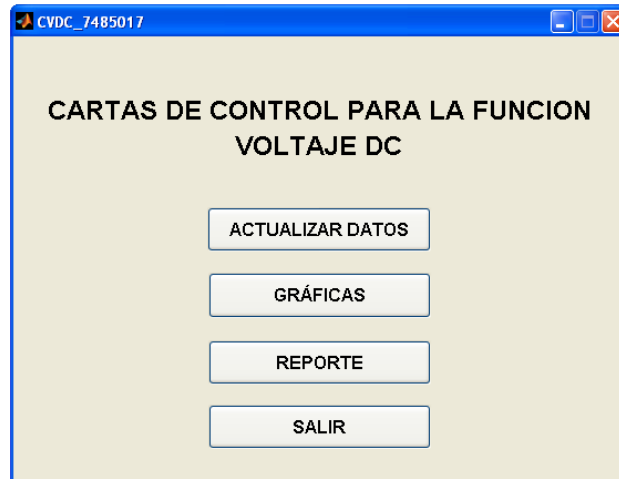 CVDC_7485017
CARTAS DE CONTROL PARA LA FUNCION
VOLTAJE DC
ACTUALIZAR DATOS
GRÁFICAS
REPORTE
SALIR